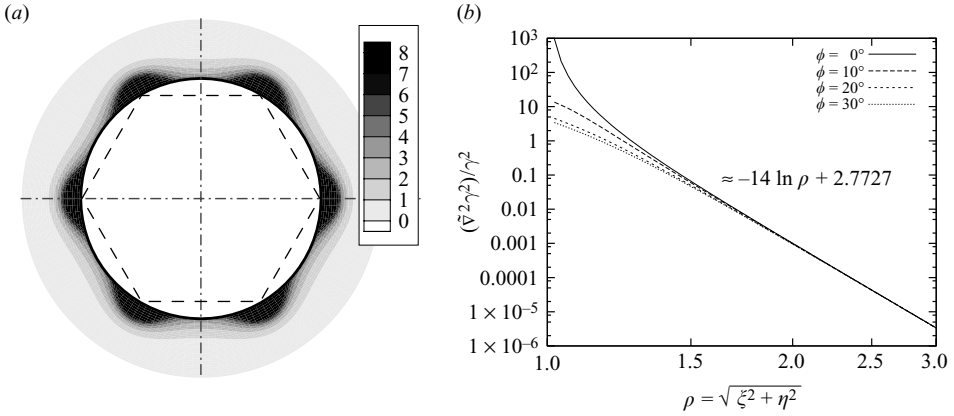 (a)
8
7
6
5
4
3
2
1
0
(b)
10³
10²
10
1
0.1
0.01
0.001
0.0001
1 × 10⁻⁵
1 × 10⁻⁶
(∇̃²γ²)/γ²
ϕ = 0°
ϕ = 10°
ϕ = 20°
ϕ = 30°
≈ –14 ln ρ + 2.7727
1.0 1.5 2.0 2.5 3.0
ρ = √ξ² + η²